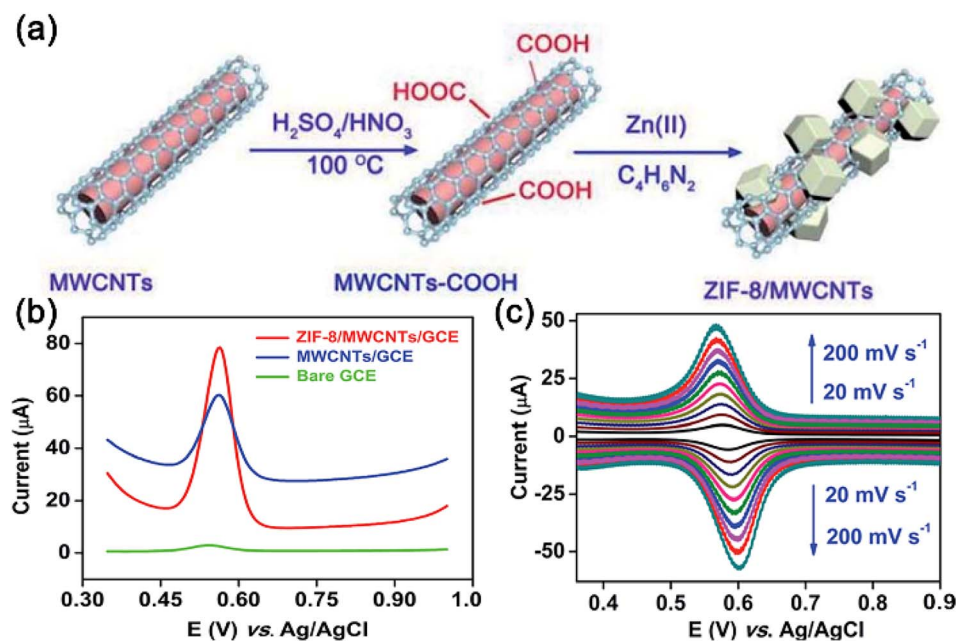 (a)
COOH
HOOC
H₂SO₄/HNO₃
100 °C
COOH
Zn(II)
C₄H₆N₂
MWCNTs
MWCNTs-COOH
ZIF-8/MWCNTs
(b)
80
60
40
20
0
Current (µA)
ZIF-8/MWCNTs/GCE
MWCNTs/GCE
Bare GCE
0.30
0.45
0.60
0.75
0.90
1.0
E (V) vs. Ag/AgCl
(c)
50
25
0
-25
-50
Current (µA)
200 mV s⁻¹
20 mV s⁻¹
20 mV s⁻¹
200 mV s⁻¹
0.4
0.5
0.6
0.7
0.8
0.9
E (V) vs. Ag/AgCl